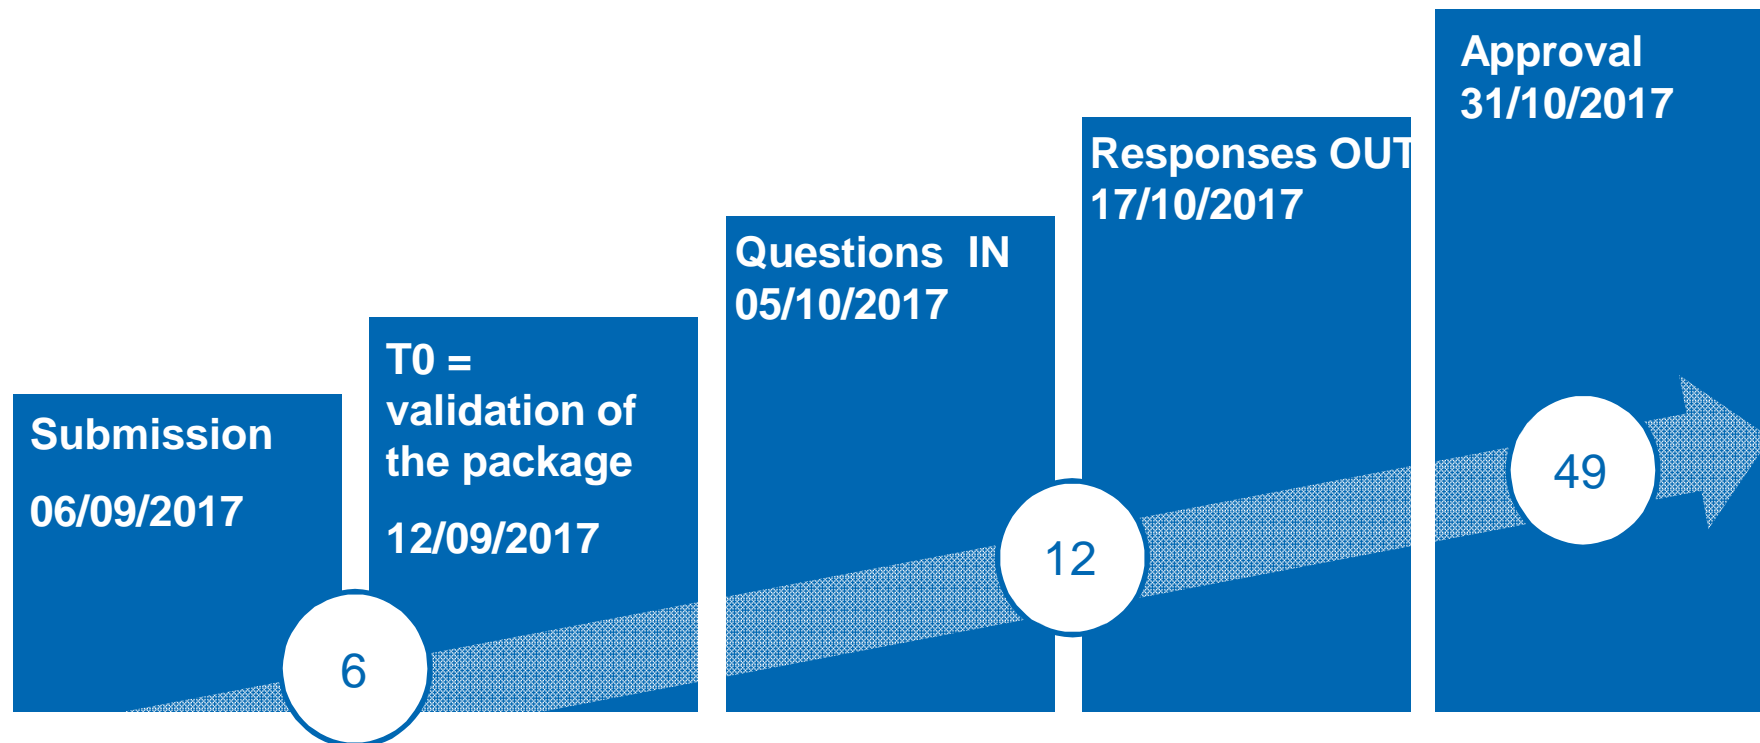 Submission
06/09/2017
T0 =
validation of
the package
12/09/2017
Questions  IN
05/10/2017
Responses OUT
17/10/2017
Approval
31/10/2017
6
12
49